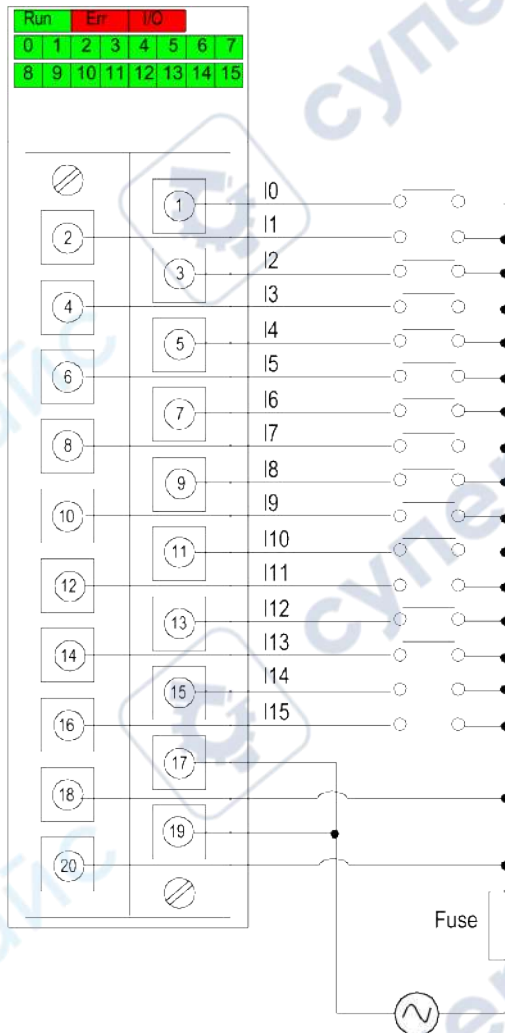 Run Err I/O
0 1 2 3 4 5 6 7
8 9 10 11 12 13 14 15
1 I0
2 I1
3 I2
4 I3
5 I4
6 I5
7 I6
8 I7
9 I8
10 I9
11 I10
12 I11
13 I12
14 I13
15 I14
16 I15
17
18
19
20
Fuse